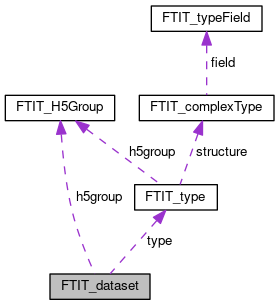 FTIT_typeField
field
FTIT_H5Group
FTIT_complexType
h5group
structure
FTIT_type
h5group
type
FTIT_dataset